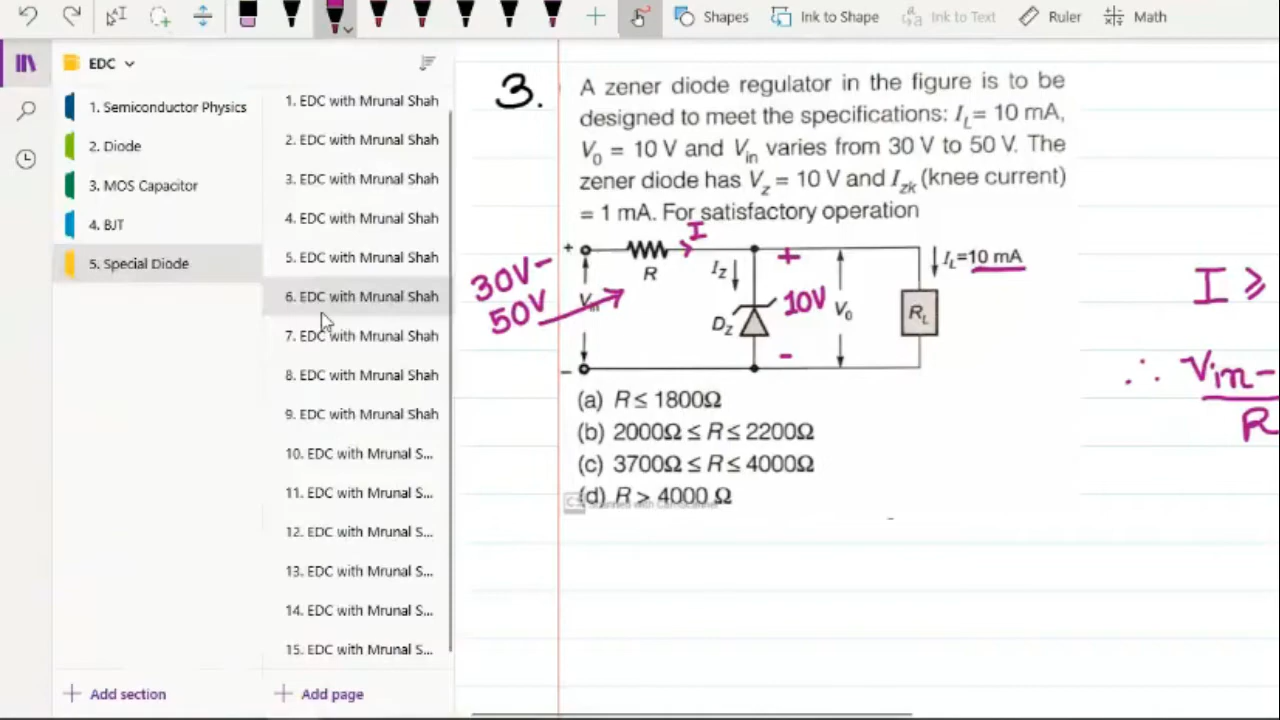 Shapes
Ink to Shape
Ink to Text
Ruler
Math
EDC
1. Semiconductor Physics
2. Diode
3. MOS Capacitor
4. BJT
5. Special Diode
1. EDC with Mrunal Shah
2. EDC with Mrunal Shah
3. EDC with Mrunal Shah
4. EDC with Mrunal Shah
5. EDC with Mrunal Shah
6. EDC with Mrunal Shah
7. EDC with Mrunal Shah
8. EDC with Mrunal Shah
9. EDC with Mrunal Shah
10. EDC with Mrunal S...
11. EDC with Mrunal S...
12. EDC with Mrunal S...
13. EDC with Mrunal S...
14. EDC with Mrunal S...
15. EDC with Mrunal S...
+ Add section
+ Add page
3.
A zener diode regulator in the figure is to be
designed to meet the specifications: I_L = 10 mA,
V_0 = 10 V and V_in varies from 30 V to 50 V. The
zener diode has V_z = 10 V and I_zk (knee current)
= 1 mA. For satisfactory operation
+
I
R
I_Z
+
I_L=10 mA
30V-
50V
V_in
D_Z
10V
V_0
R_L
-
–
(a) R ≤ 1800Ω
(b) 2000Ω ≤ R ≤ 2200Ω
(c) 3700Ω ≤ R ≤ 4000Ω
(d) R > 4000 Ω
CS Scanned with CamScanner
I ≥
∴ Vin -
R